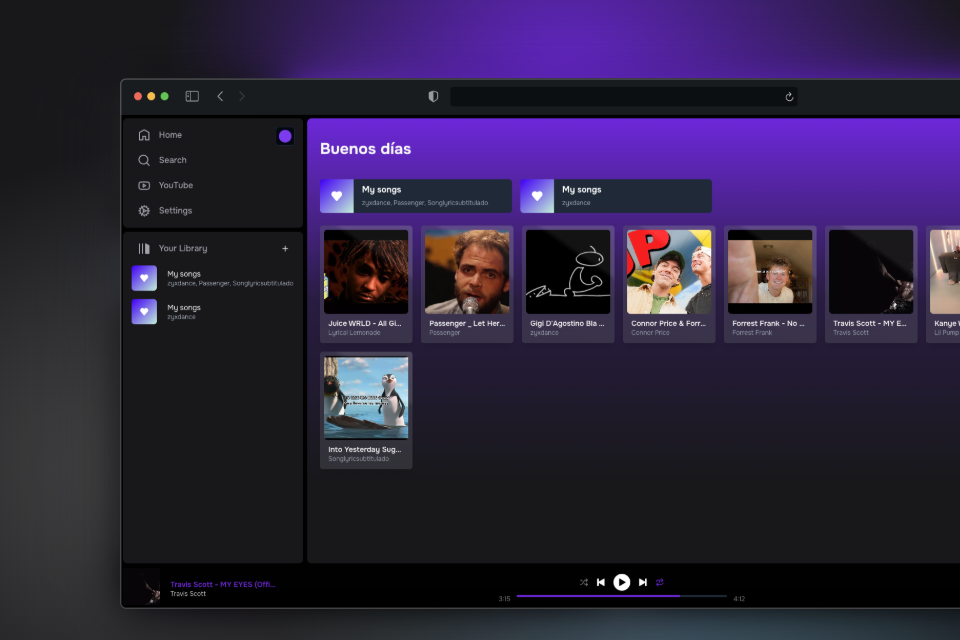 Home
Search
YouTube
Settings
Your Library
+
My songs
zyxdance, Passenger, Songlyricsubtitulado
My songs
zyxdance
Buenos días
My songs
zyxdance, Passenger, Songlyricsubtitulado
My songs
zyxdance
Juice WRLD - All Gi...
Lyrical Lemonade
Passenger _ Let Her...
Passenger
Gigi D'Agostino Bla ...
zyxdance
OP
Connor Price & Forr...
Connor Price
Forrest Frank - No ...
Forrest Frank
Travis Scott - MY E...
Travis Scott
Kanye W
Lil Pump
Into Yesterday Sug...
Songlyricsubtitulado
Travis Scott - MY EYES (Offi...
Travis Scott
3:15
4:12